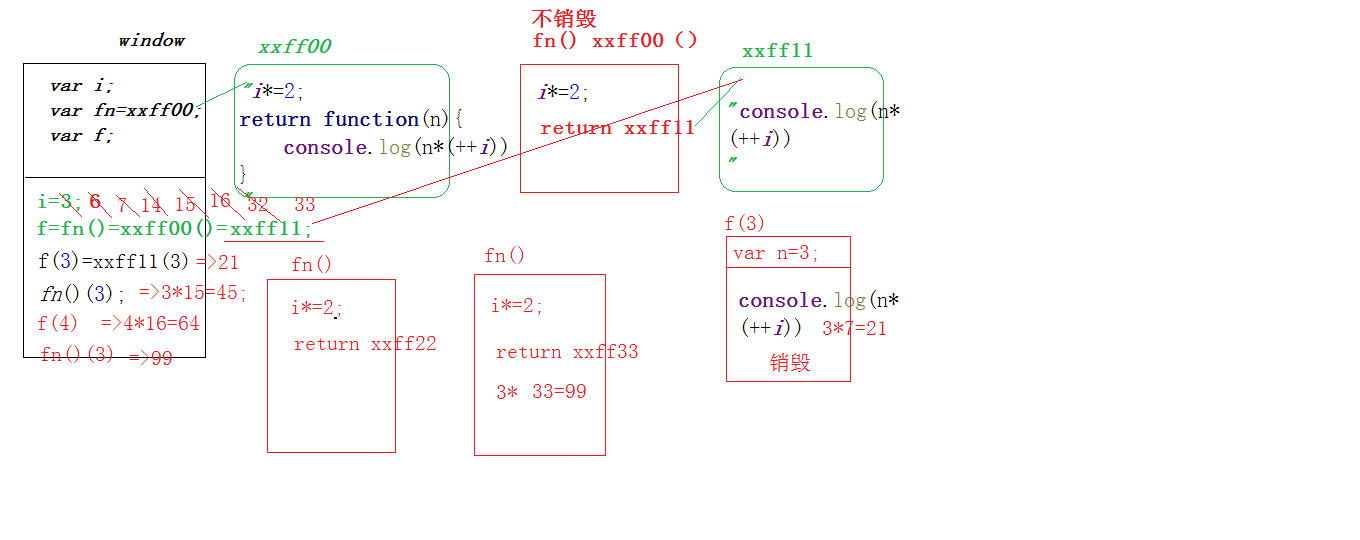 window
var i;
var fn=xxff00;
var f;
i=3; 6 7 14 15 16 32 33
f=fn()=xxff00()=xxff11;
f(3)=xxff11(3) =>21
fn()(3); =>3*15=45;
f(4) =>4*16=64
fn()(3) =>99
xxff00
"i*=2;
return function(n){
console.log(n*(++i))
}
"
不销毁
fn() xxff00 ()
i*=2;
return xxff11
xxff11
"console.log(n*
(++i))
"
fn()
i*=2;
return xxff22
fn()
i*=2;
return xxff33
3* 33=99
f(3)
var n=3;
console.log(n*
(++i)) 3*7=21
销毁